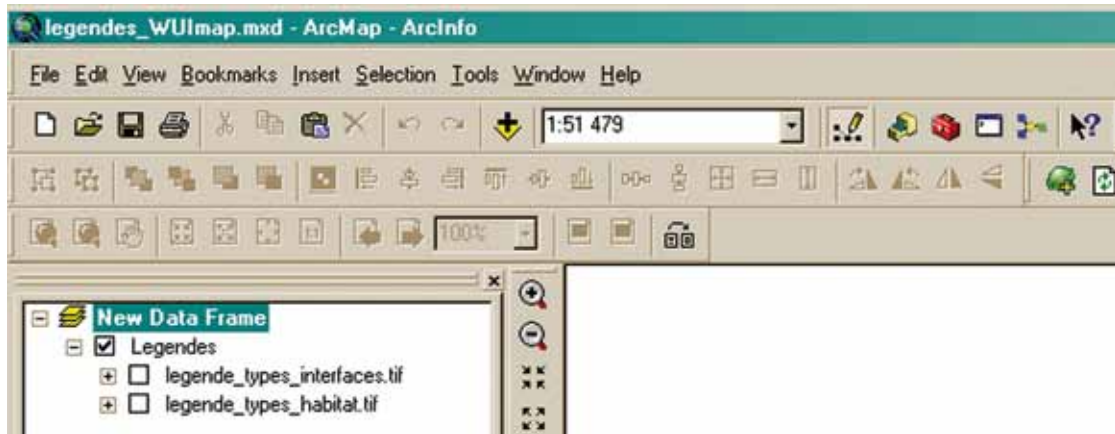 legendes_WUImap.mxd - ArcMap - ArcInfo
File Edit View Bookmarks Insert Selection Tools Window Help
1:51 479
100%
New Data Frame
Legendes
legende_types_interfaces.tif
legende_types_habitat.tif